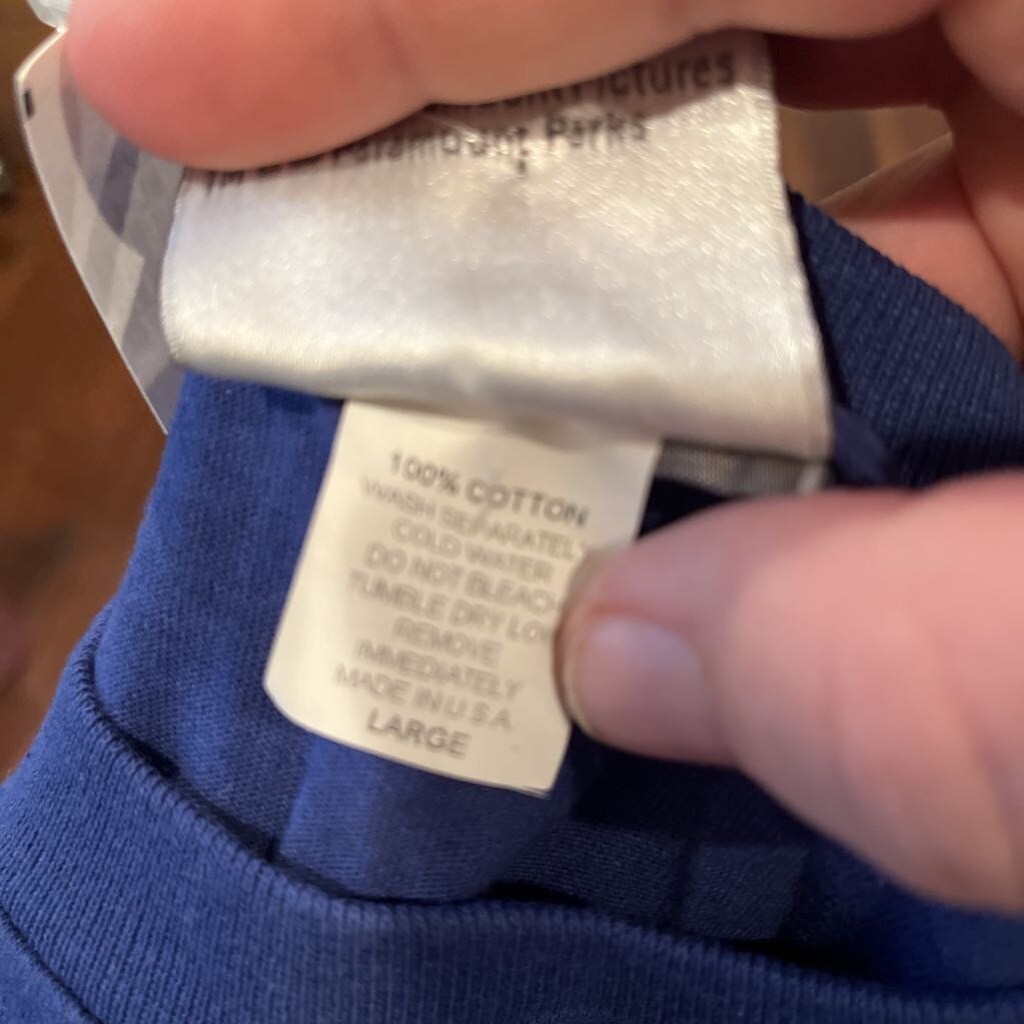 Pictures
Paramount Parks
100% COTTON
WASH SEPARATELY
COLD WATER
DO NOT BLEACH
TUMBLE DRY LOW
REMOVE
IMMEDIATELY
MADE IN U.S.A.
LARGE